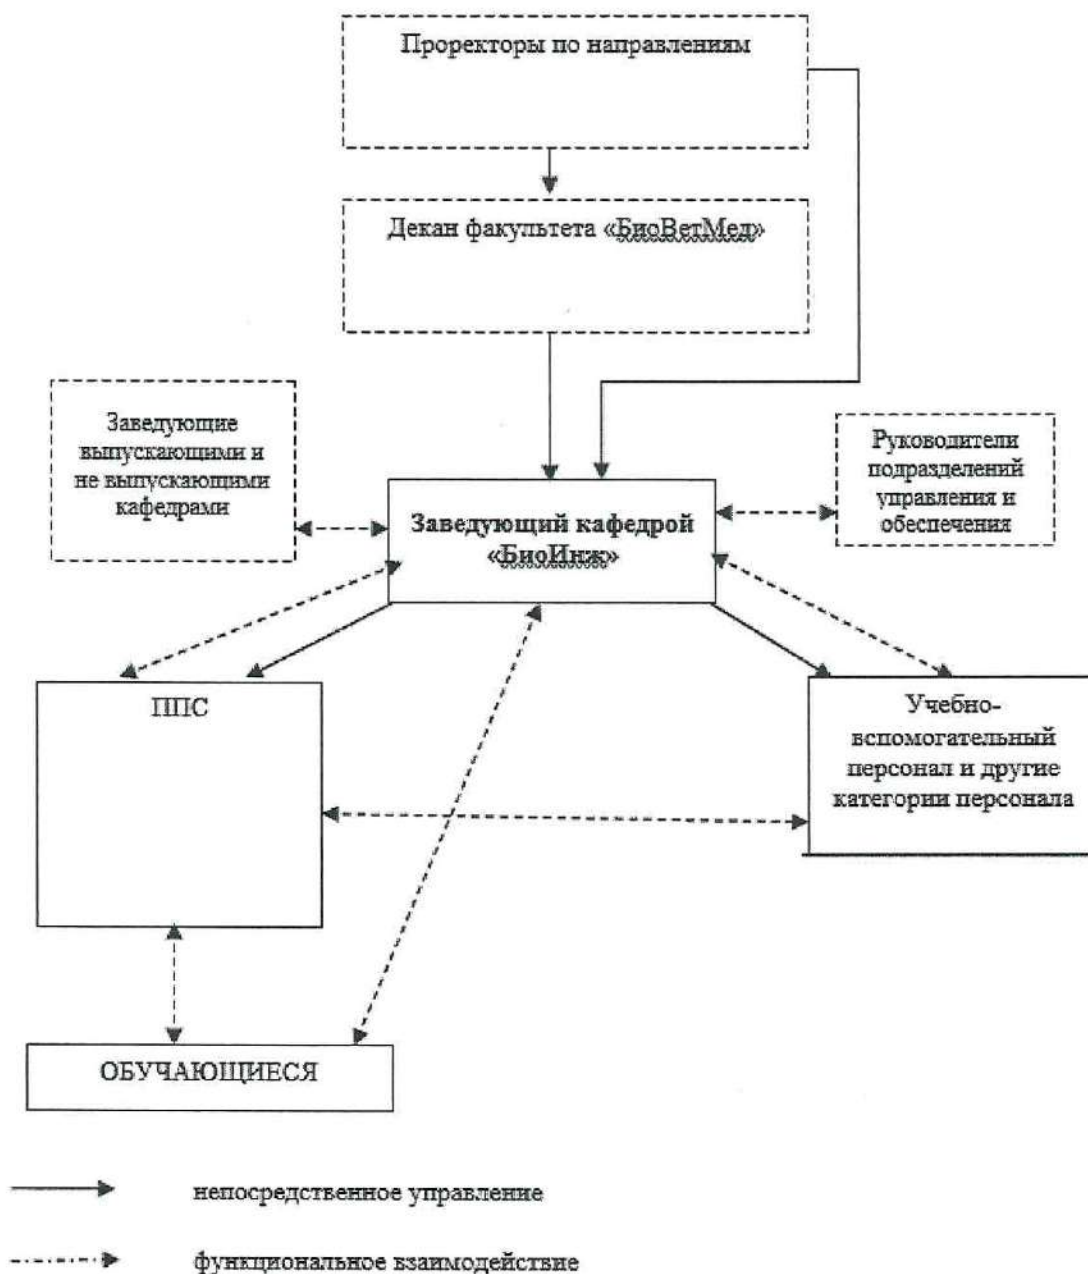 Проректоры по направлениям
Декан факультета «БиоВетМед»
Заведующие
выпускающими и
не выпускающими
кафедрами
Руководители
подразделений
управления и
обеспечения
Заведующий кафедрой
«БиоИнж»
ППС
Учебно-
вспомогательный
персонал и другие
категории персонала
ОБУЧАЮЩИЕСЯ
непосредственное управление
функциональное взаимодействие